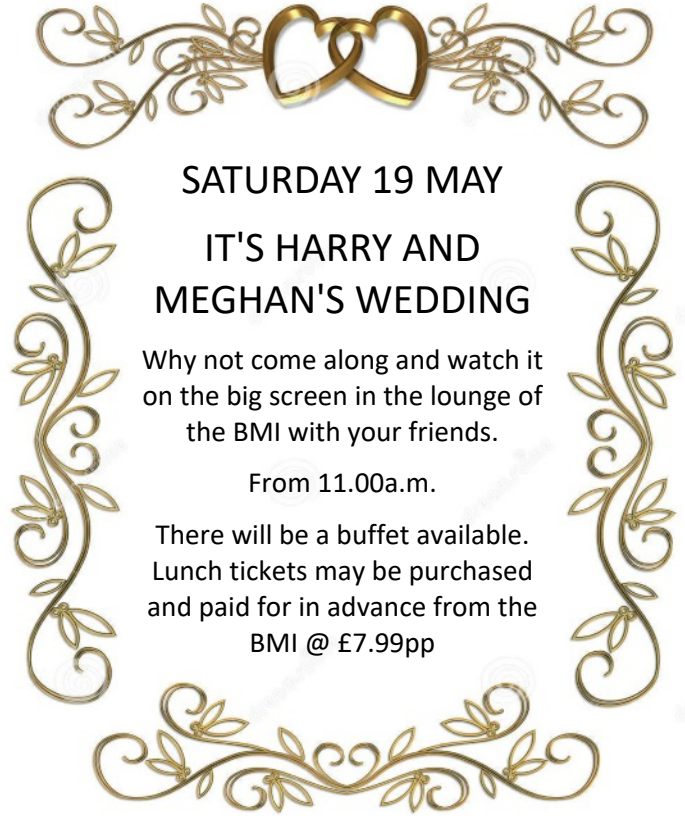 SATURDAY 19 MAY
IT'S HARRY AND
MEGHAN'S WEDDING
Why not come along and watch it
on the big screen in the lounge of
the BMI with your friends.
From 11.00a.m.
There will be a buffet available.
Lunch tickets may be purchased
and paid for in advance from the
BMI @ £7.99pp